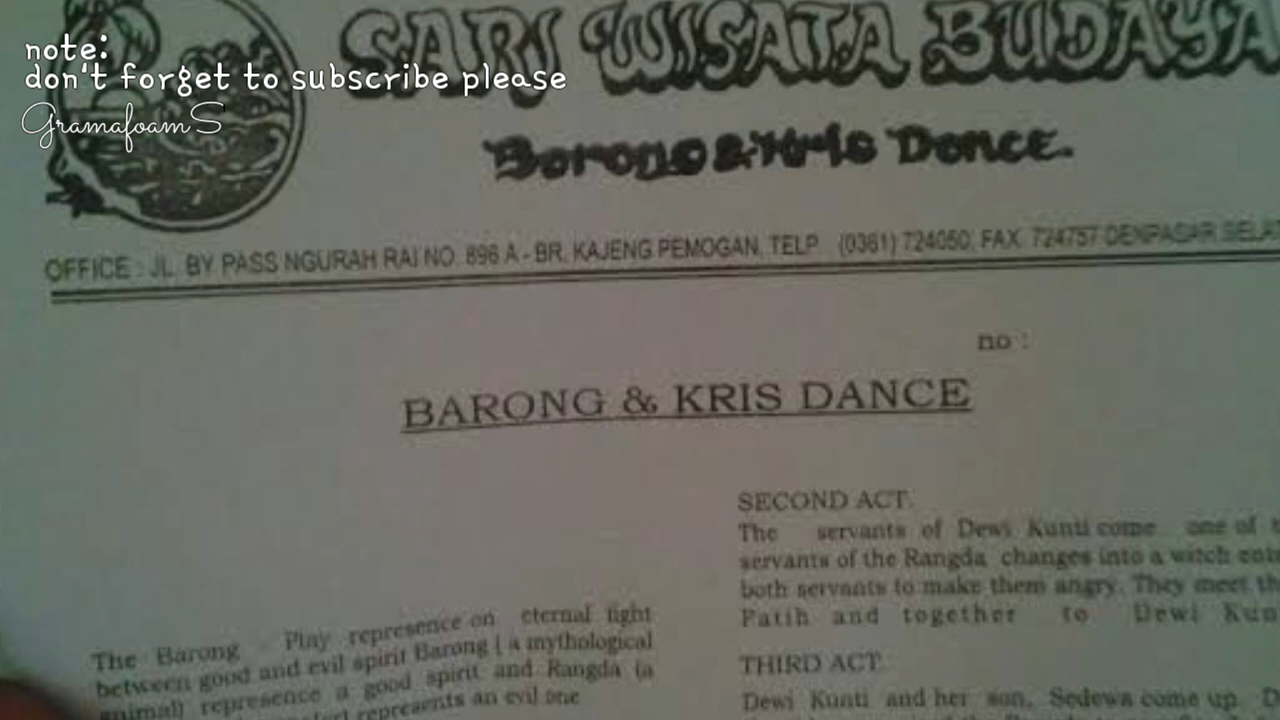 note:
don't forget to subscribe please
GramafoamS
SARI WISATA BUDAYA
Barong & Kris Dance.
OFFICE : JL. BY PASS NGURAH RAI NO. 896 A - BR. KAJENG PEMOGAN, TELP. (0361) 724050, FAX. 724757 DENPASAR
no :
BARONG & KRIS DANCE
The Barong Play represence on eternal fight
between good and evil spirit Barong ( a mythological
animal) represence a good spirit and Rangda (a
represents an evil one
SECOND ACT.
The servants of Dewi Kunti come one of
servants of the Rangda changes into a witch
both servants to make them angry. They meet
Patih and together to Dewi
THIRD ACT
Dewi Kunti and her son, Sedewa come up.